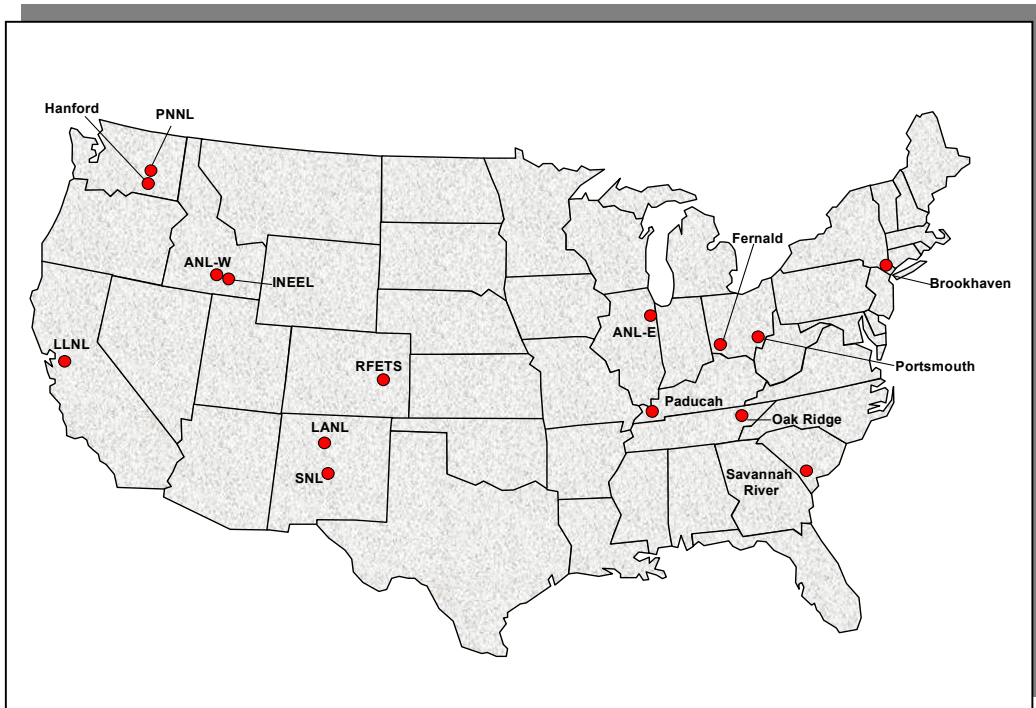 Hanford
PNNL
Fernald
ANL-W
INEEL
Brookhaven
ANL-E
LLNL
RFETS
Portsmouth
Paducah
Oak Ridge
LANL
SNL
Savannah
River